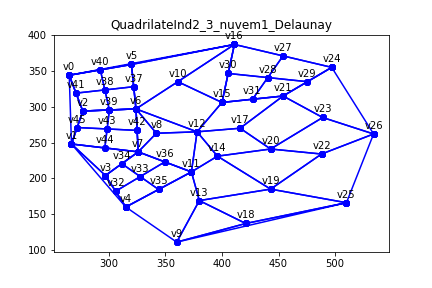 QuadrilateInd2_3_nuvem1_Delaunay
400
350
300
250
200
150
100
300
350
400
450
500
v16
v5
v40
v0
v27
v24
v30
v28
v29
v10
v37
v38
v41
v31
v21
v15
v2
v39
v6
v23
v45
v43
v42
v8
v12
v17
v26
v1
v44
v7
v36
v14
v20
v22
v34
v11
v3
v33
v32
v35
v19
v4
v13
v25
v18
v9